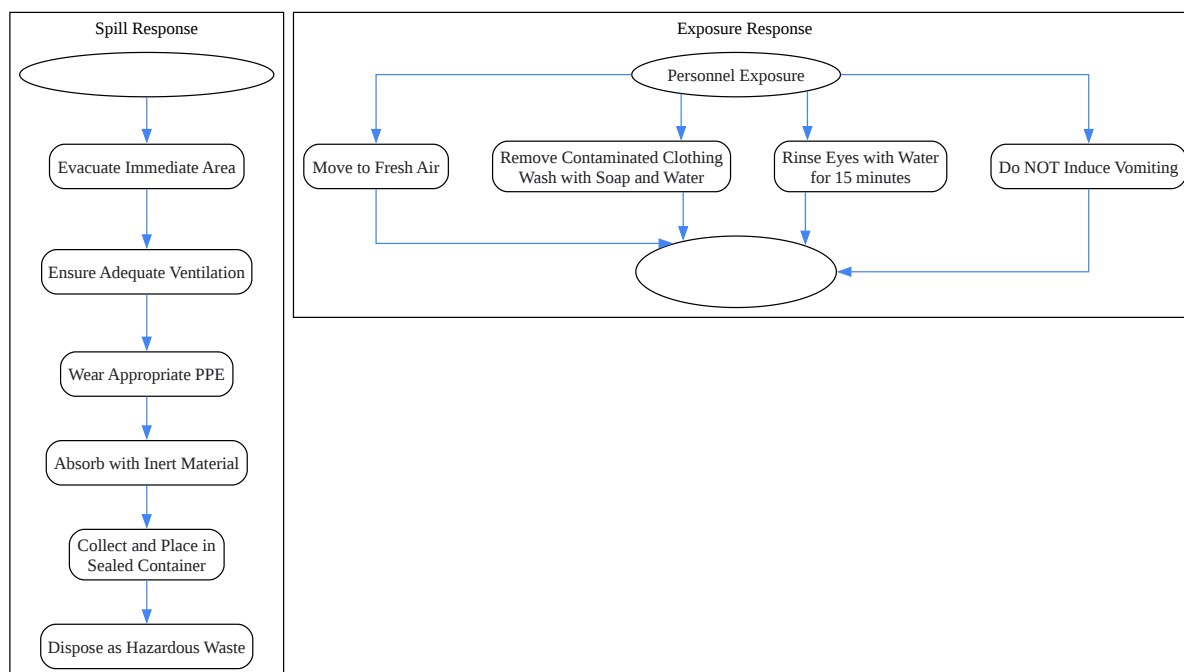 Spill Response
Evacuate Immediate Area
Ensure Adequate Ventilation
Wear Appropriate PPE
Absorb with Inert Material
Collect and Place in
Sealed Container
Dispose as Hazardous Waste
Exposure Response
Personnel Exposure
Move to Fresh Air
Remove Contaminated Clothing
Wash with Soap and Water
Rinse Eyes with Water
for 15 minutes
Do NOT Induce Vomiting